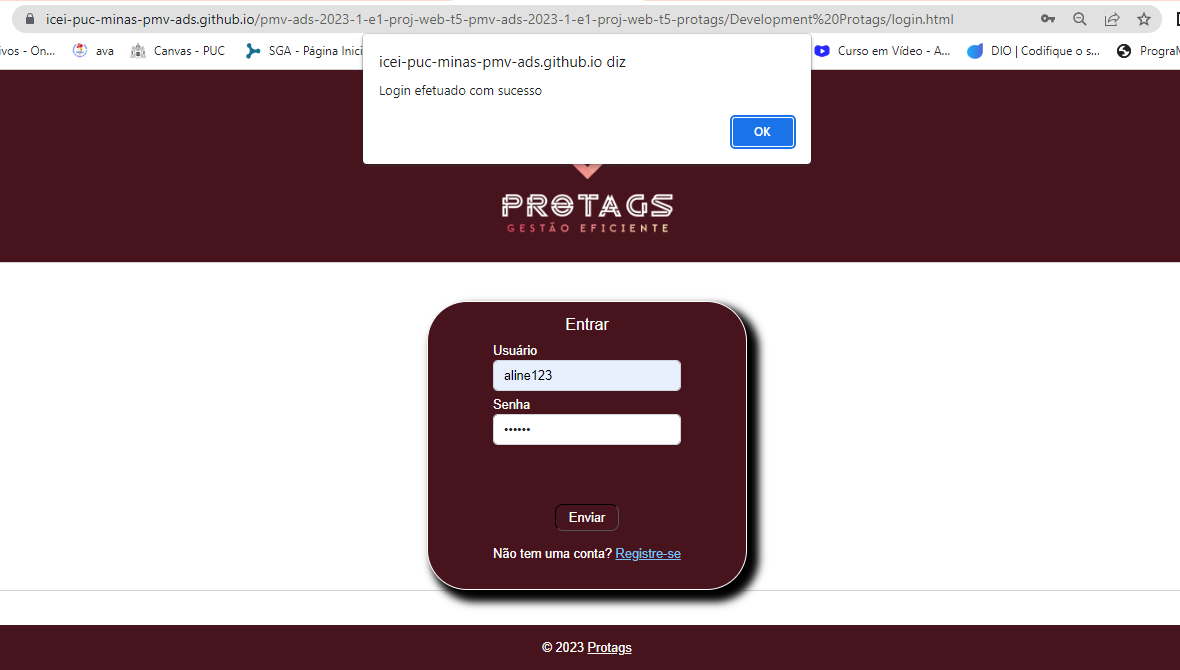 icei-puc-minas-pmv-ads.github.io/pmv-ads-2023-1-e1-proj-web-t5-pmv-ads-2023-1-e1-proj-web-t5-protags/Development%20Protags/login.html
ivos - On... ava Canvas - PUC SGA - Página Inici Curso em Vídeo - A... DIO | Codifique o s... PrograM
icei-puc-minas-pmv-ads.github.io diz
Login efetuado com sucesso
OK
PROTAGS
GESTÃO EFICIENTE
Entrar
Usuário
aline123
Senha
••••••
Enviar
Não tem uma conta? Registre-se
© 2023 Protags